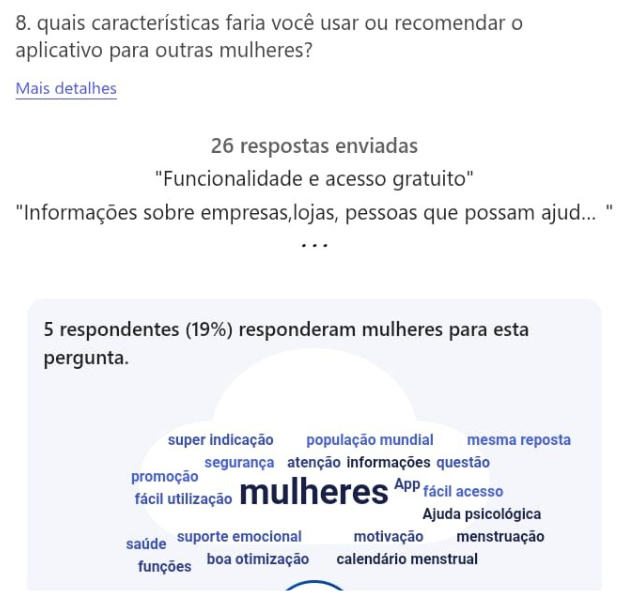 8. quais características faria você usar ou recomendar o
aplicativo para outras mulheres?
Mais detalhes
26 respostas enviadas
"Funcionalidade e acesso gratuito"
"Informações sobre empresas,lojas, pessoas que possam ajud... "
...
5 respondentes (19%) responderam mulheres para esta
pergunta.
super indicação população mundial mesma reposta
segurança atenção informações questão
promoção
fácil utilização mulheres App fácil acesso
Ajuda psicológica
saúde suporte emocional motivação menstruação
funções boa otimização calendário menstrual